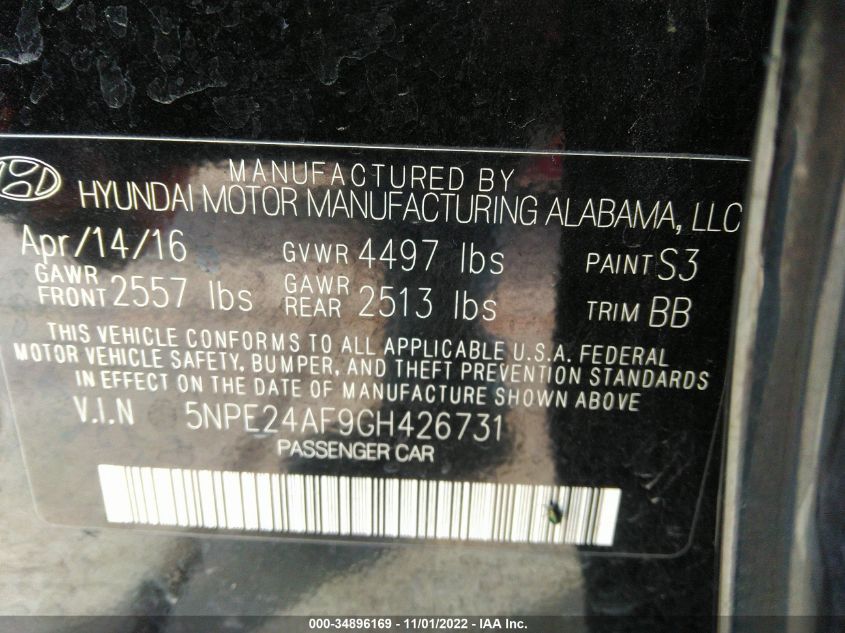 MANUFACTURED BY
HYUNDAI MOTOR MANUFACTURING ALABAMA, LLC
Apr/14/16 GVWR 4497 lbs PAINT S3
GAWR FRONT 2557 lbs GAWR REAR 2513 lbs TRIM BB
THIS VEHICLE CONFORMS TO ALL APPLICABLE U.S.A. FEDERAL
MOTOR VEHICLE SAFETY, BUMPER, AND THEFT PREVENTION STANDARDS
IN EFFECT ON THE DATE OF MANUFACTURE SHOWN ABOVE
V.I.N 5NPE24AF9GH426731
PASSENGER CAR
000-34896169 - 11/01/2022 - IAA Inc.